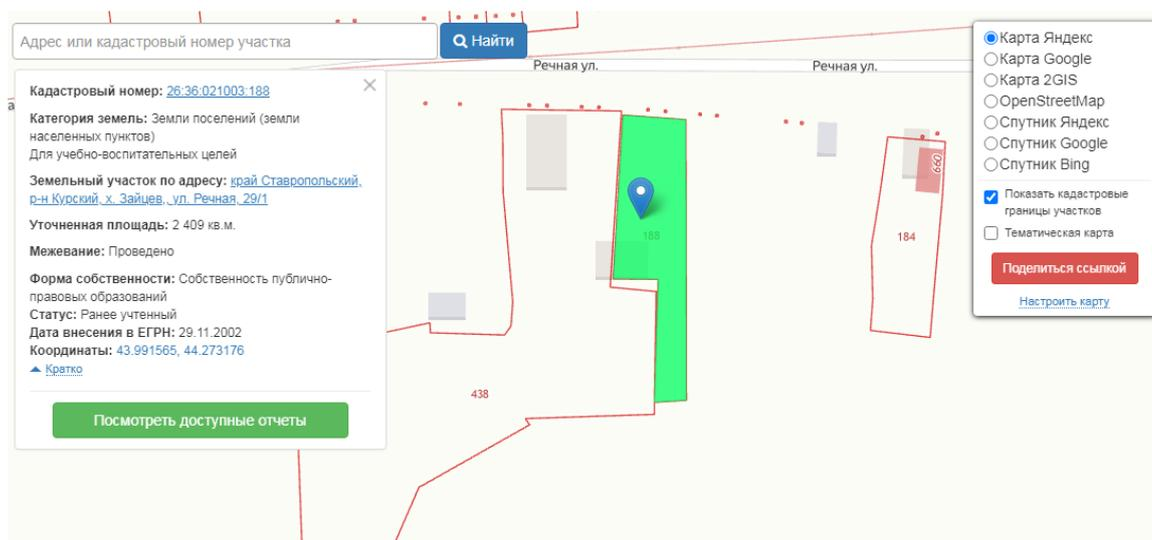 Адрес или кадастровый номер участка
Найти
Речная ул.
Речная ул.
а
Кадастровый номер: 26:36:021003:188
Категория земель: Земли поселений (земли
населенных пунктов)
Для учебно-воспитательных целей
Земельный участок по адресу: край Ставропольский,
р-н Курский, х. Зайцев,, ул. Речная, 29/1
Уточненная площадь: 2 409 кв.м.
Межевание: Проведено
Форма собственности: Собственность публично-
правовых образований
Статус: Ранее учтенный
Дата внесения в ЕГРН: 29.11.2002
Координаты: 43.991565, 44.273176
Кратко
Посмотреть доступные отчеты
188
438
184
660
Карта Яндекс
Карта Google
Карта 2GIS
OpenStreetMap
Спутник Яндекс
Спутник Google
Спутник Bing
Показать кадастровые
границы участков
Тематическая карта
Поделиться ссылкой
Настроить карту